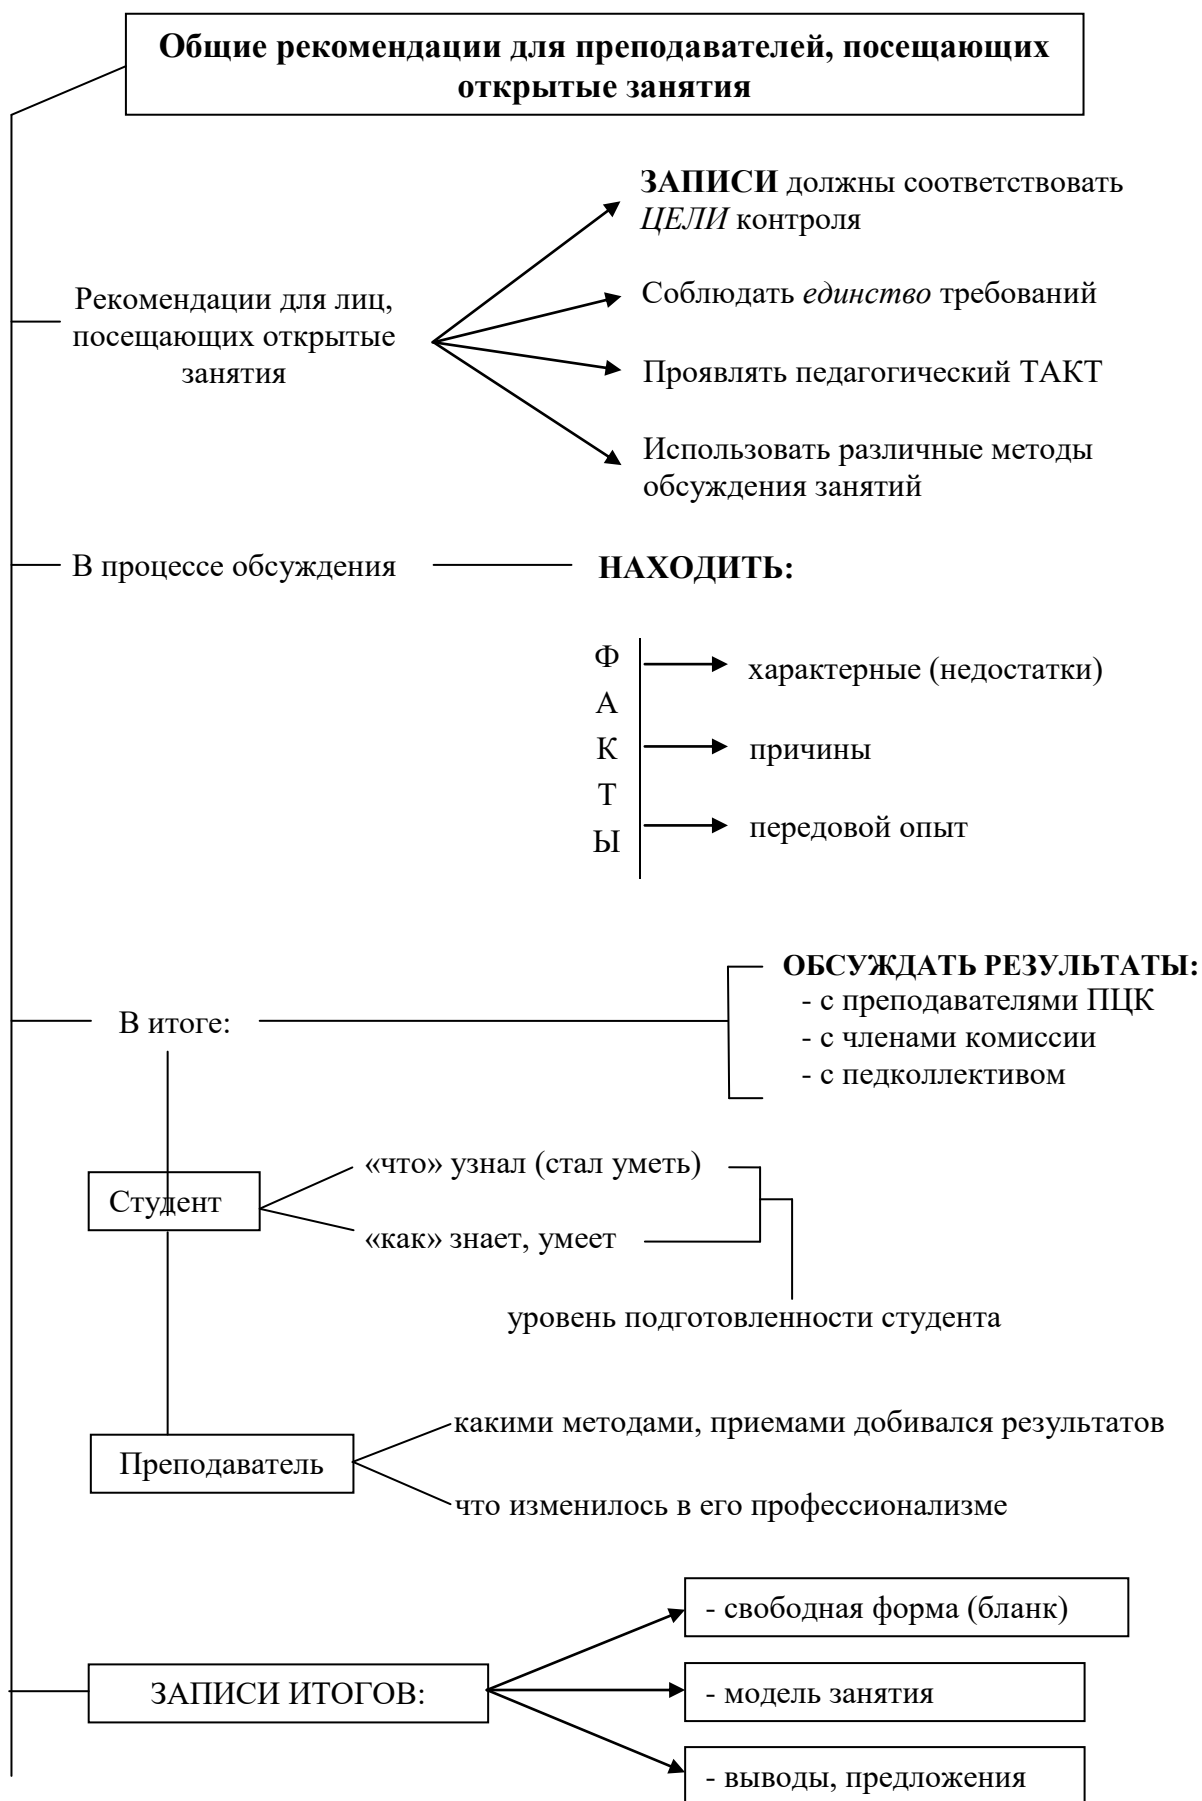 Общие рекомендации для преподавателей, посещающих
открытые занятия
ЗАПИСИ должны соответствовать
ЦЕЛИ контроля
Рекомендации для лиц,
посещающих открытые
занятия
Соблюдать единство требований
Проявлять педагогический ТАКТ
Использовать различные методы
обсуждения занятий
В процессе обсуждения
НАХОДИТЬ:
Ф
А
К
Т
Ы
характерные (недостатки)
причины
передовой опыт
В итоге:
ОБСУЖДАТЬ РЕЗУЛЬТАТЫ:
- с преподавателями ПЦК
- с членами комиссии
- с педколлективом
Студент
«что» узнал (стал уметь)
«как» знает, умеет
уровень подготовленности студента
Преподаватель
какими методами, приемами добивался результатов
что изменилось в его профессионализме
ЗАПИСИ ИТОГОВ:
- свободная форма (бланк)
- модель занятия
- выводы, предложения